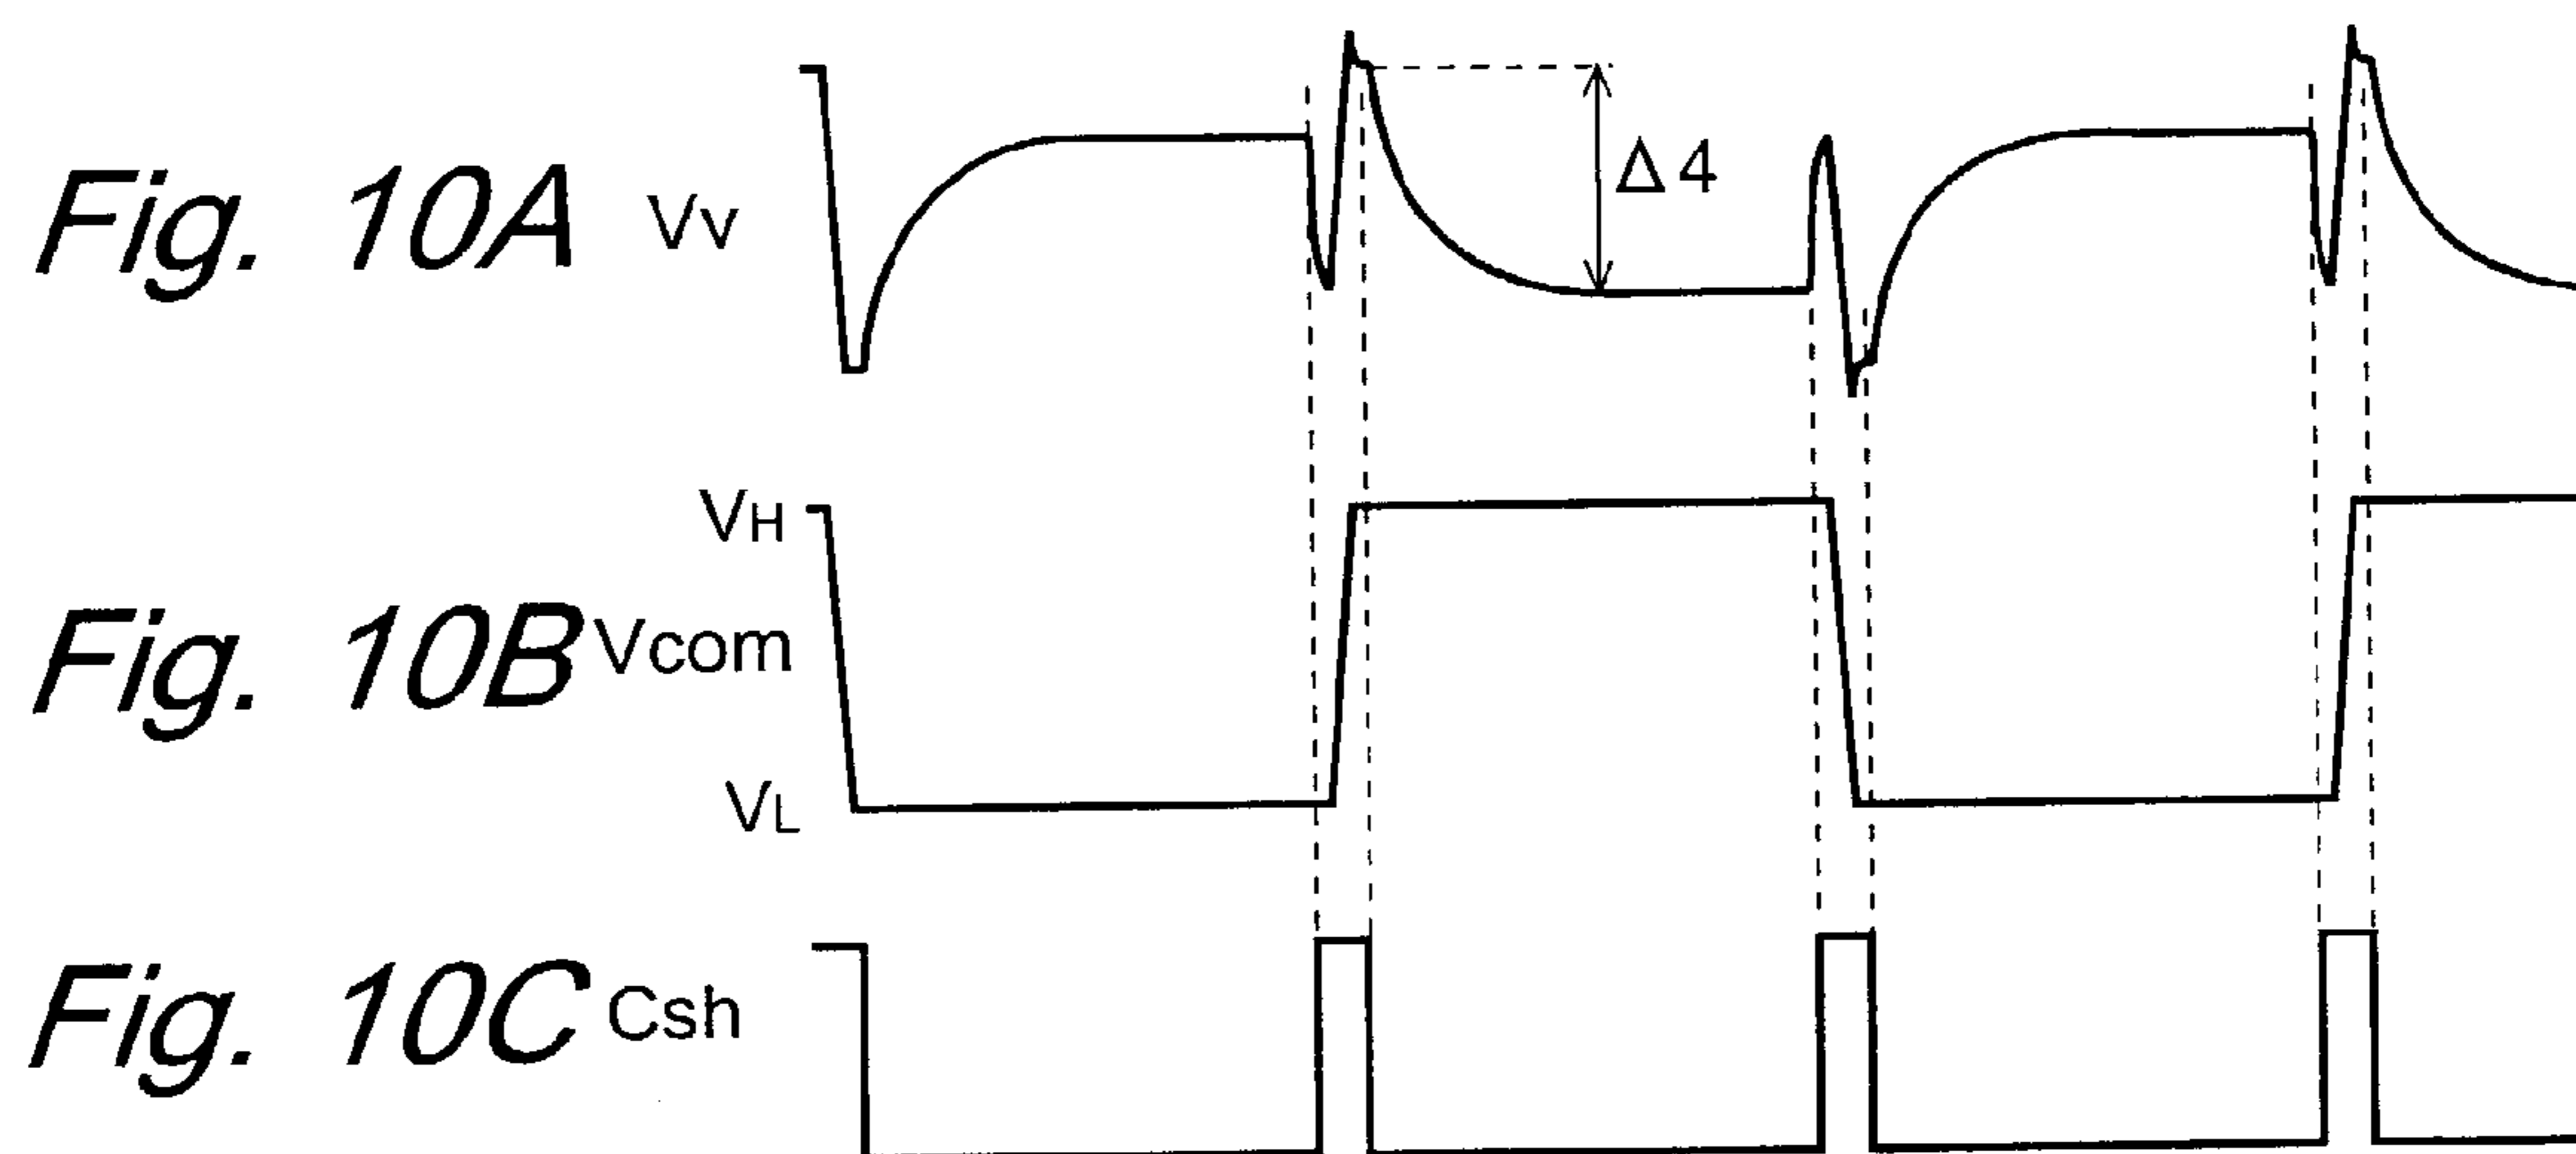 Fig. 10A Vv
Δ4
Fig. 10B Vcom
VH
VL
Fig. 10C Csh